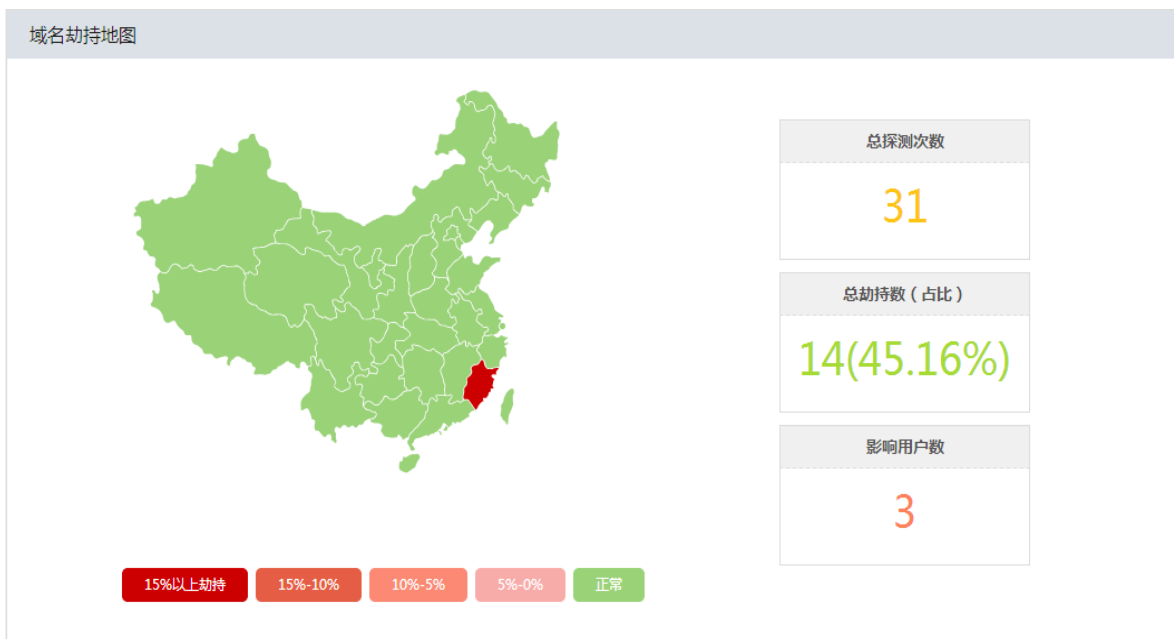 域名劫持地图
总探测次数
31
总劫持数（占比）
14(45.16%)
影响用户数
3
15%以上劫持
15%-10%
10%-5%
5%-0%
正常